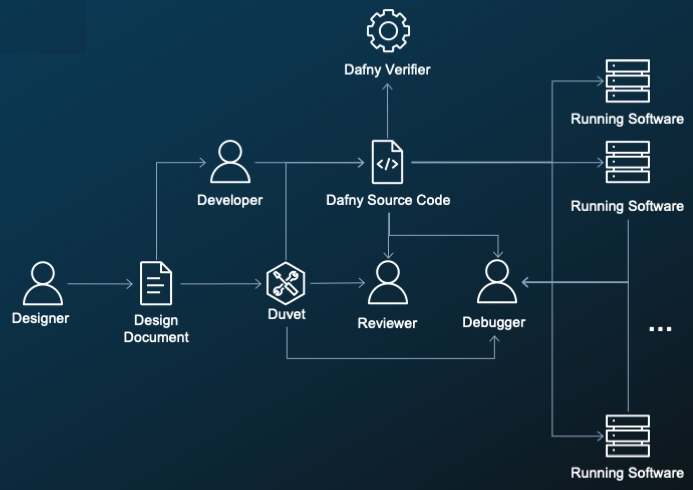 Dafny Verifier
Running Software
Developer
Dafny Source Code
Running Software
Designer
Design
Document
Duvet
Reviewer
Debugger
...
Running Software